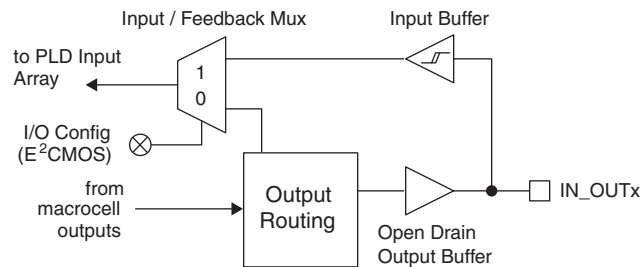 Input / Feedback Mux
Input Buffer
to PLD Input
Array
1
0
I/O Config
(E²CMOS)
from
macrocell
outputs
Output
Routing
IN_OUTx
Open Drain
Output Buffer